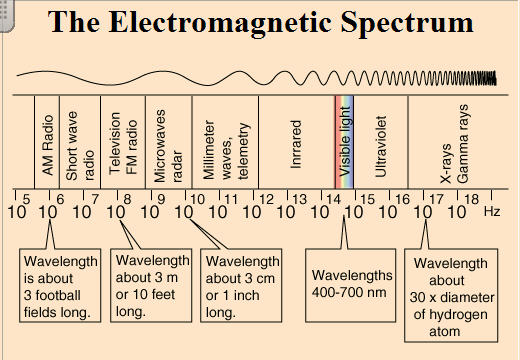 The Electromagnetic Spectrum
AM Radio
Short wave
radio
Television
FM radio
Microwaves
radar
Millimeter
waves,
telemetry
Inrrared
Visible light
Ultraviolet
X-rays
Gamma rays
10^5 10^6 10^7 10^8 10^9 10^10 10^11 10^12 10^13 10^14 10^15 10^16 10^17 10^18 Hz
Wavelength
is about
3 football
fields long.
Wavelength
about 3 m
or 10 feet
long.
Wavelength
about 3 cm
or 1 inch
long.
Wavelengths
400-700 nm
Wavelength
about
30 x diameter
of hydrogen
atom